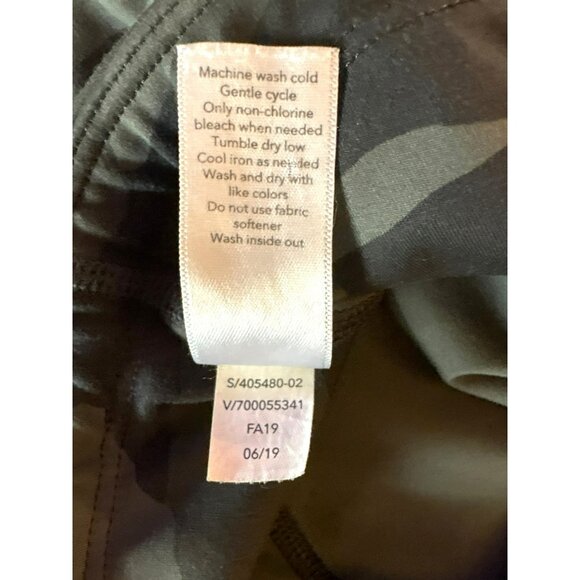 Machine wash cold
Gentle cycle
Only non-chlorine
bleach when needed
Tumble dry low
Cool iron as needed
Wash and dry with
like colors
Do not use fabric
softener
Wash inside out
S/405480-02
V/700055341
FA19
06/19